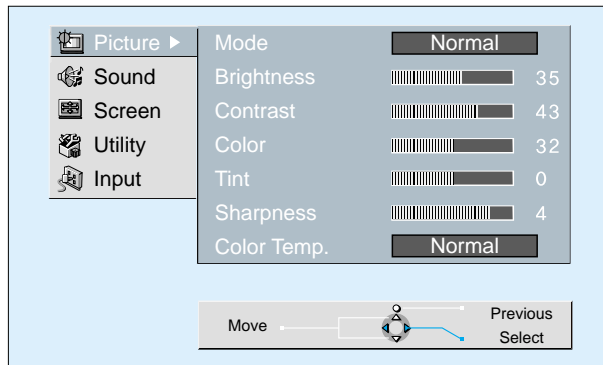 Picture
Sound
Screen
Utility
Input
Mode Normal
Brightness 35
Contrast 43
Color 32
Tint 0
Sharpness 4
Color Temp. Normal
Move
Previous
Select